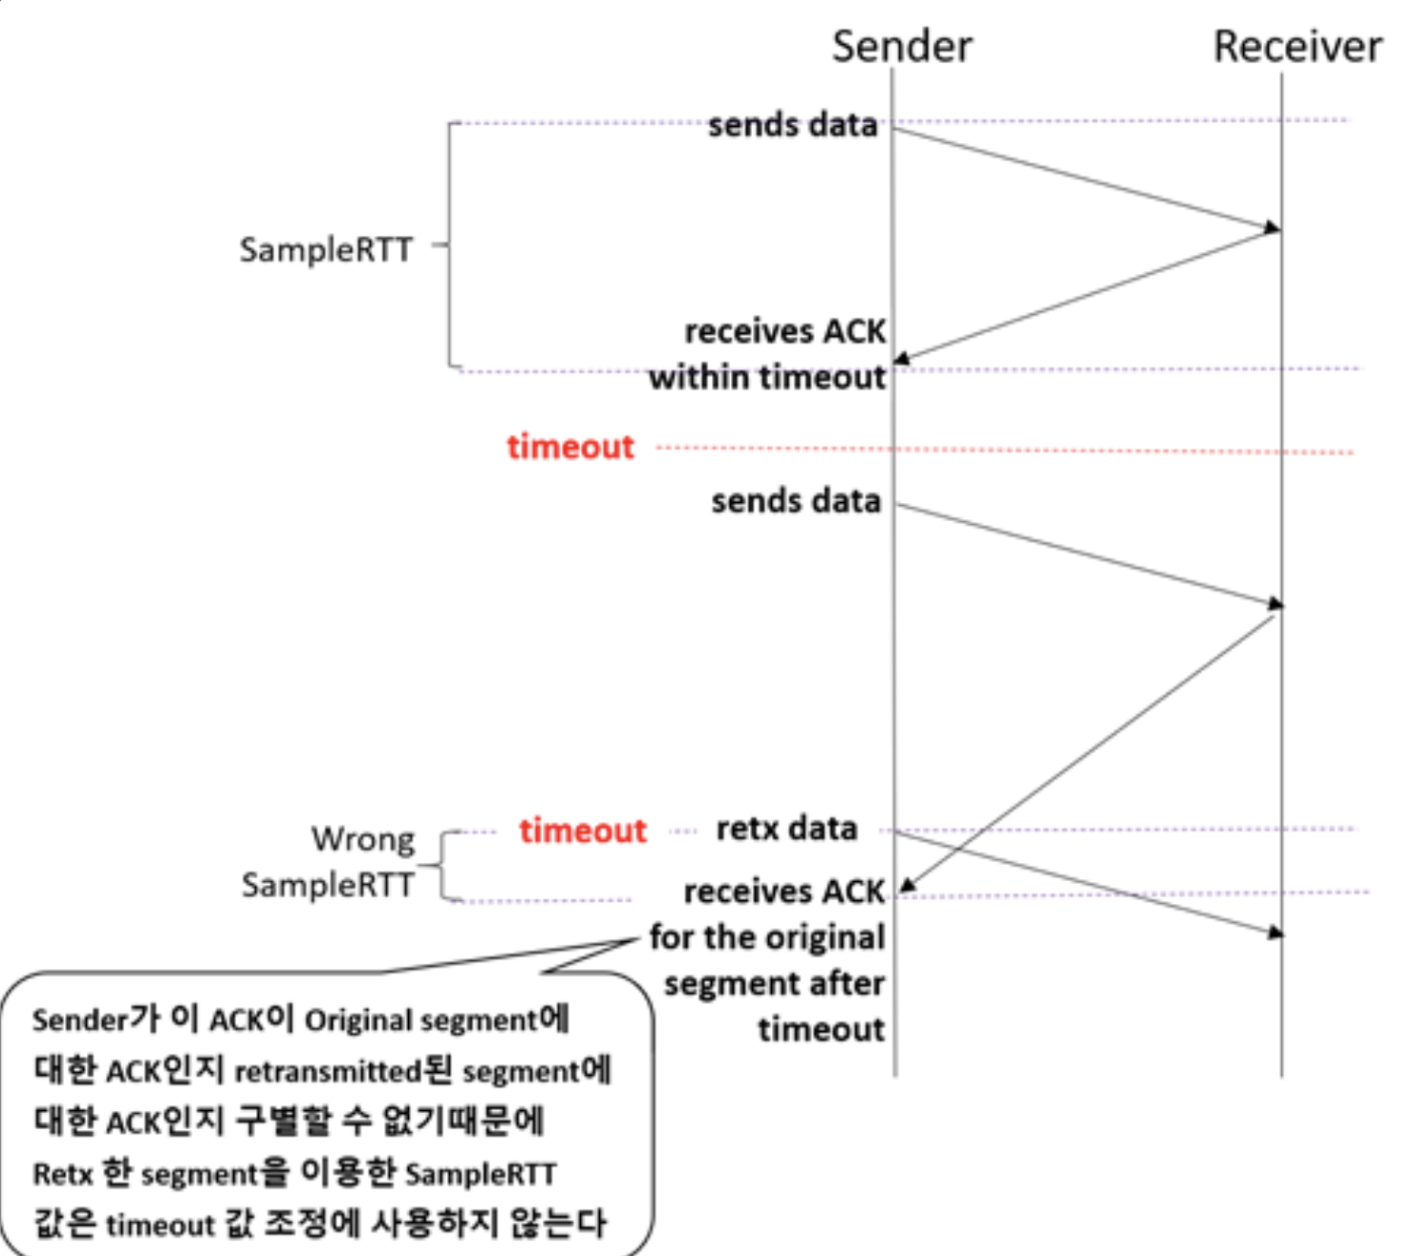 Sender
Receiver
sends data
SampleRTT
receives ACK
within timeout
timeout
sends data
Wrong
SampleRTT
timeout
retx data
receives ACK
for the original
segment after
timeout
Sender가 이 ACK이 Original segment에
대한 ACK인지 retransmitted된 segment에
대한 ACK인지 구별할 수 없기때문에
Retx 한 segment을 이용한 SampleRTT
값은 timeout 값 조정에 사용하지 않는다